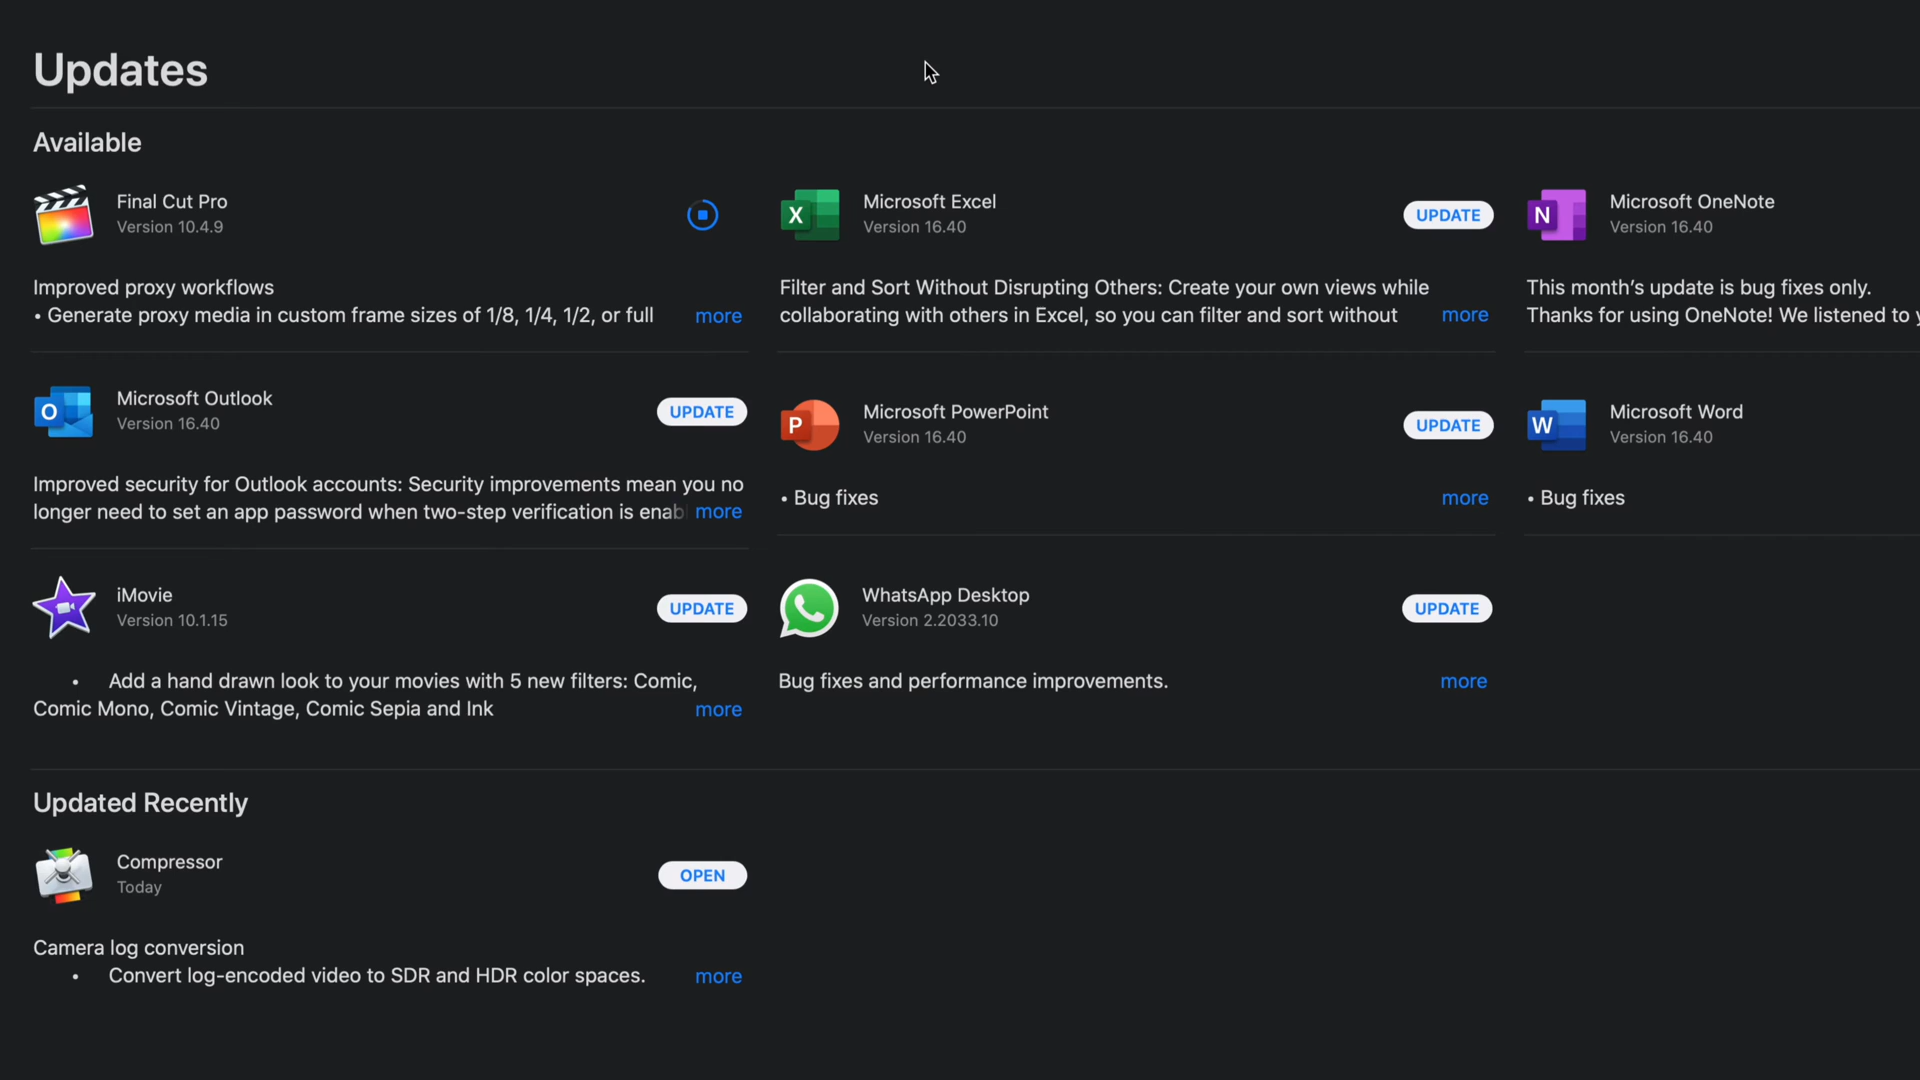 Updates
Available
Final Cut Pro
Version 10.4.9
Improved proxy workflows
• Generate proxy media in custom frame sizes of 1/8, 1/4, 1/2, or full
more
X
Microsoft Excel
Version 16.40
UPDATE
Filter and Sort Without Disrupting Others: Create your own views while
collaborating with others in Excel, so you can filter and sort without
more
N
Microsoft OneNote
Version 16.40
This month's update is bug fixes only.
Thanks for using OneNote! We listened to
O
Microsoft Outlook
Version 16.40
UPDATE
Improved security for Outlook accounts: Security improvements mean you no
longer need to set an app password when two-step verification is enab
more
P
Microsoft PowerPoint
Version 16.40
UPDATE
• Bug fixes
more
W
Microsoft Word
Version 16.40
• Bug fixes
iMovie
Version 10.1.15
UPDATE
• Add a hand drawn look to your movies with 5 new filters: Comic,
Comic Mono, Comic Vintage, Comic Sepia and Ink
more
WhatsApp Desktop
Version 2.2033.10
UPDATE
Bug fixes and performance improvements.
more
Updated Recently
Compressor
Today
OPEN
Camera log conversion
• Convert log-encoded video to SDR and HDR color spaces.
more